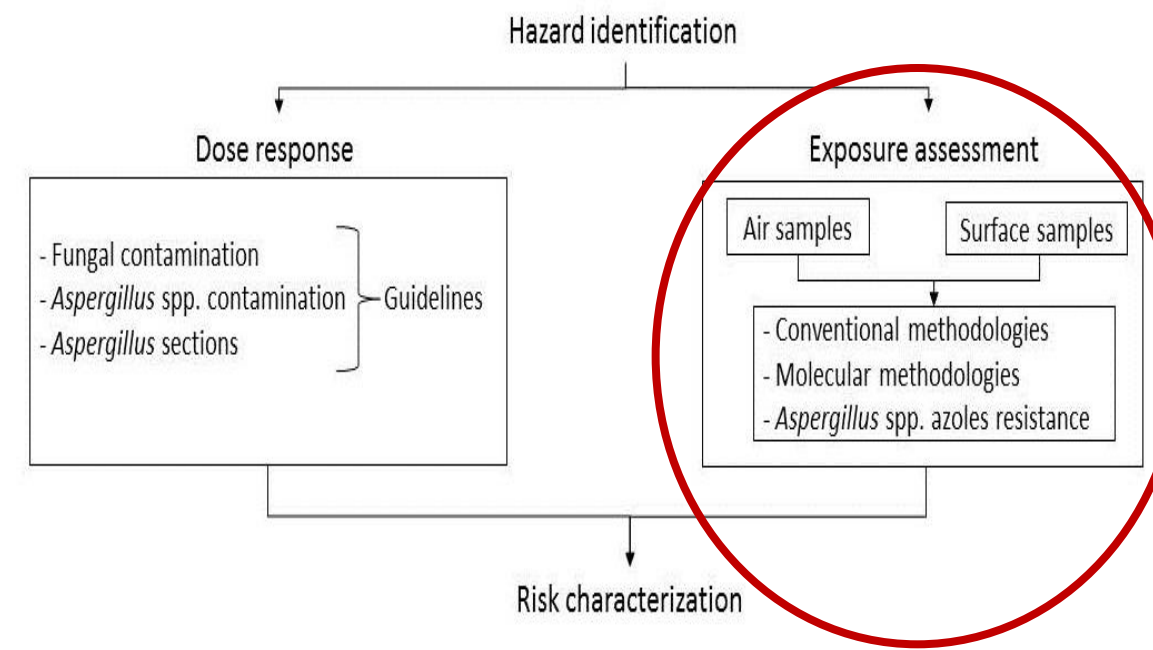 Hazard identification
Dose response
- Fungal contamination
- Aspergillus spp. contamination
- Aspergillus sections
Guidelines
Exposure assessment
Air samples
Surface samples
- Conventional methodologies
- Molecular methodologies
- Aspergillus spp. azoles resistance
Risk characterization